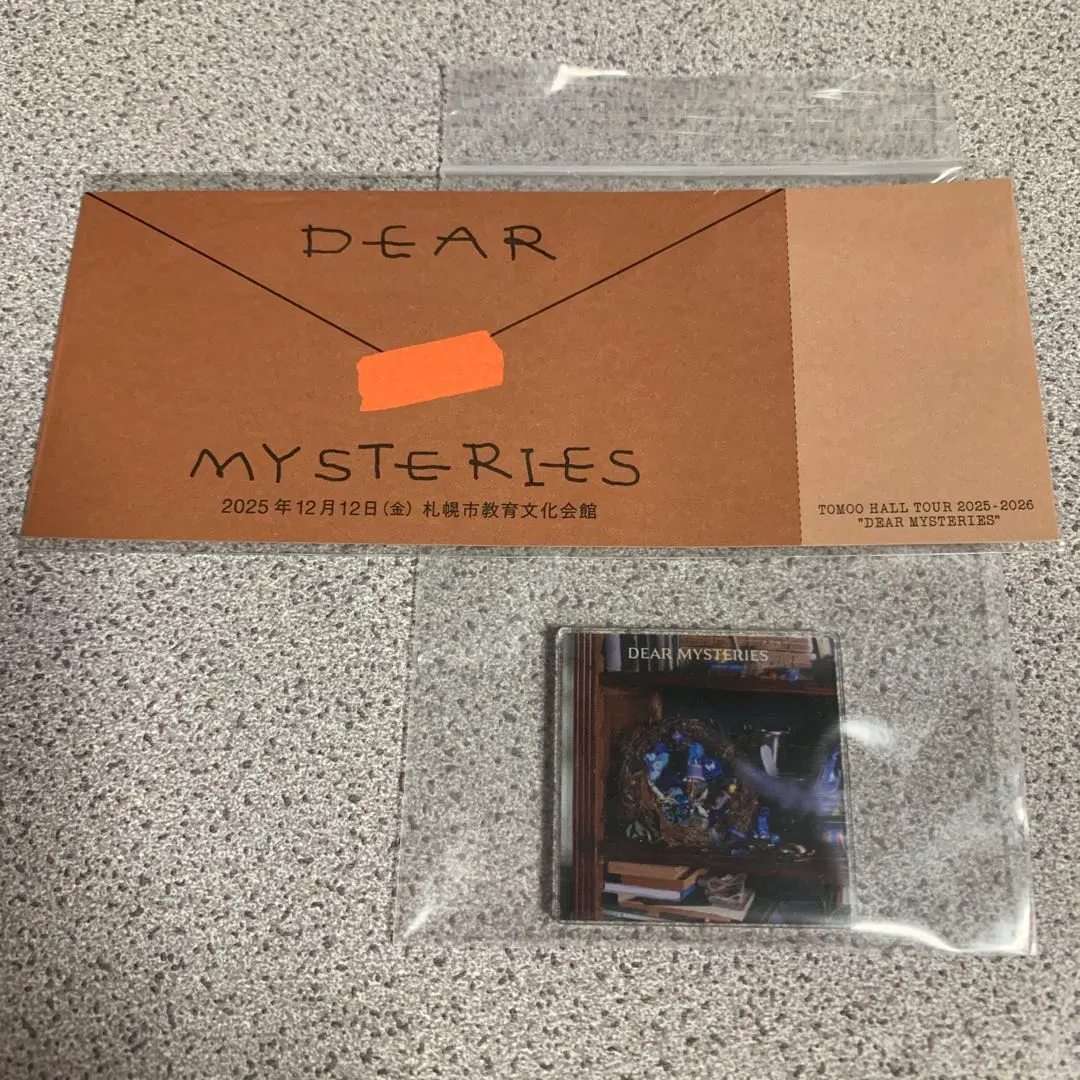 DEAR
MYSTERIES
2025年12月12日(金) 札幌市教育文化会館
TOMOO HALL TOUR 2025-2026
"DEAR MYSTERIES"
DEAR MYSTERIES